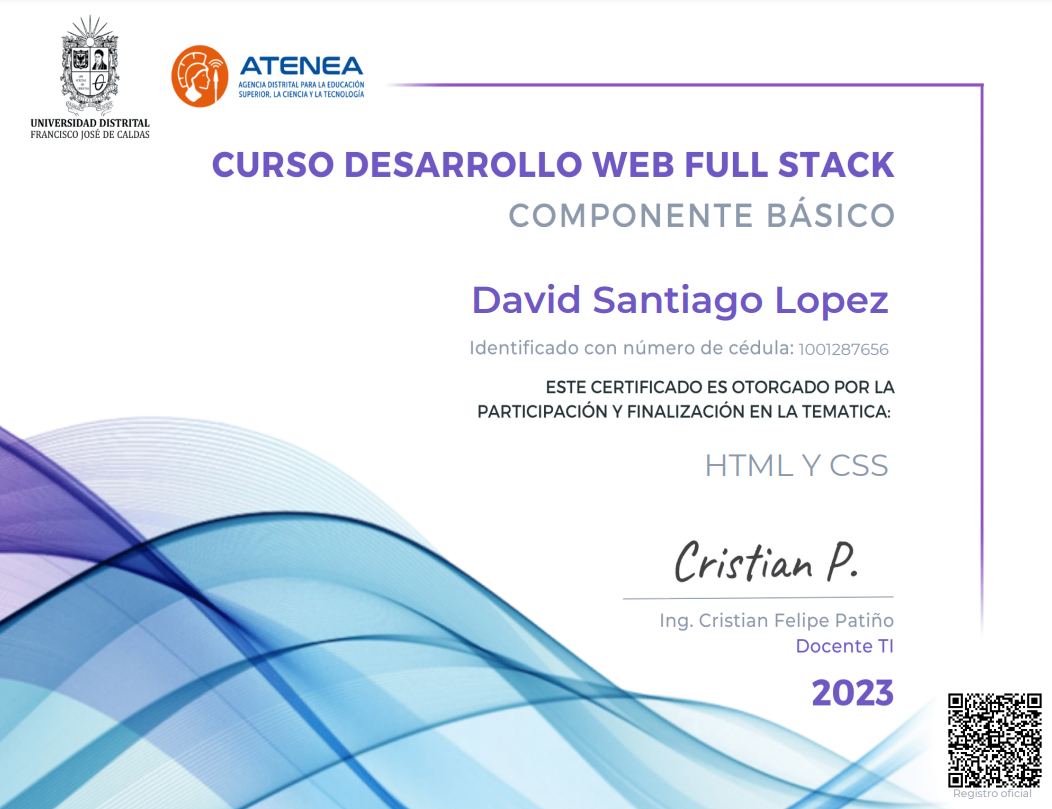 UNIVERSIDAD DISTRITAL
FRANCISCO JOSÉ DE CALDAS
ATENEA
AGENCIA DISTRITAL PARA LA EDUCACIÓN
SUPERIOR, LA CIENCIA Y LA TECNOLOGÍA
CURSO DESARROLLO WEB FULL STACK
COMPONENTE BÁSICO
David Santiago Lopez
Identificado con número de cédula: 1001287656
ESTE CERTIFICADO ES OTORGADO POR LA
PARTICIPACIÓN Y FINALIZACIÓN EN LA TEMATICA:
HTML Y CSS
Cristian P.
Ing. Cristian Felipe Patiño
Docente TI
2023
Registro oficial